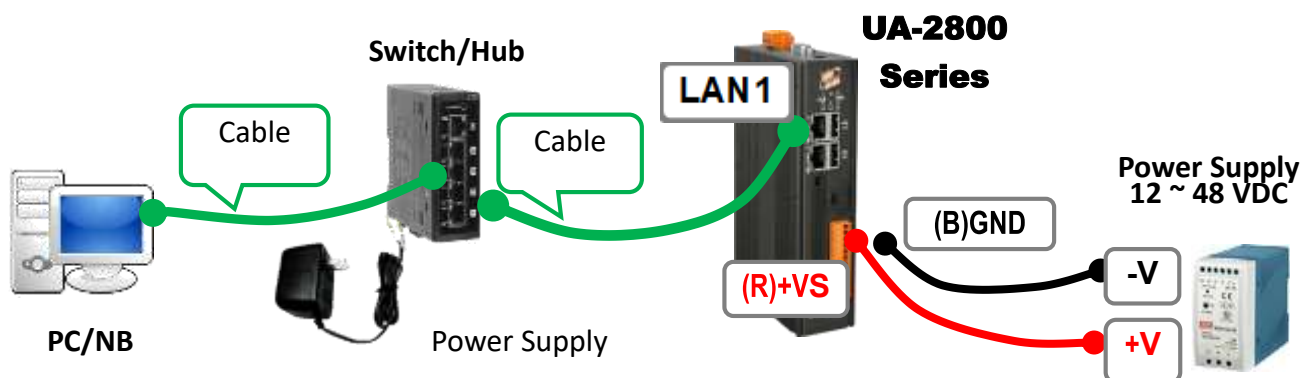 UA-2800
Series
Switch/Hub
LAN1
Cable
Cable
Power Supply
12 ~ 48 VDC
(B)GND
(R)+VS
-V
+V
PC/NB
Power Supply